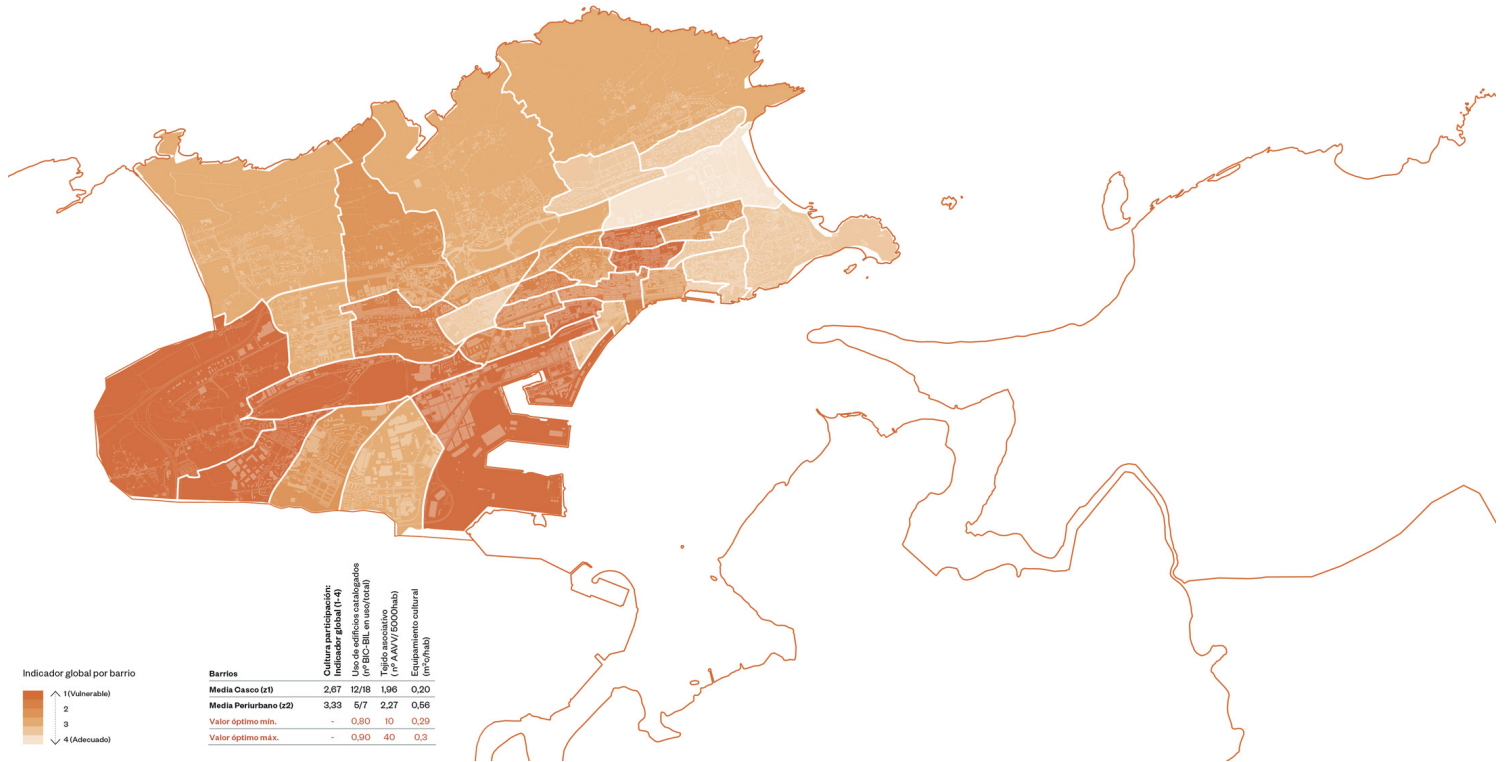 Indicador global por barrio
1 (Vulnerable)
2
3
4 (Adecuado)
Barrios
Cultura participación:
Indicador global (1-4)
Uso de edificios catalogados
(nº BIC-BIL en uso/total)
Tejido asociativo
(nº AAVV/5000hab)
Equipamiento cultural
(m²c/hab)
Media Casco (z1) 2,67 12/18 1,96 0,20
Media Periurbano (z2) 3,33 5/7 2,27 0,56
Valor óptimo mín. - 0,80 10 0,29
Valor óptimo máx. - 0,90 40 0,3